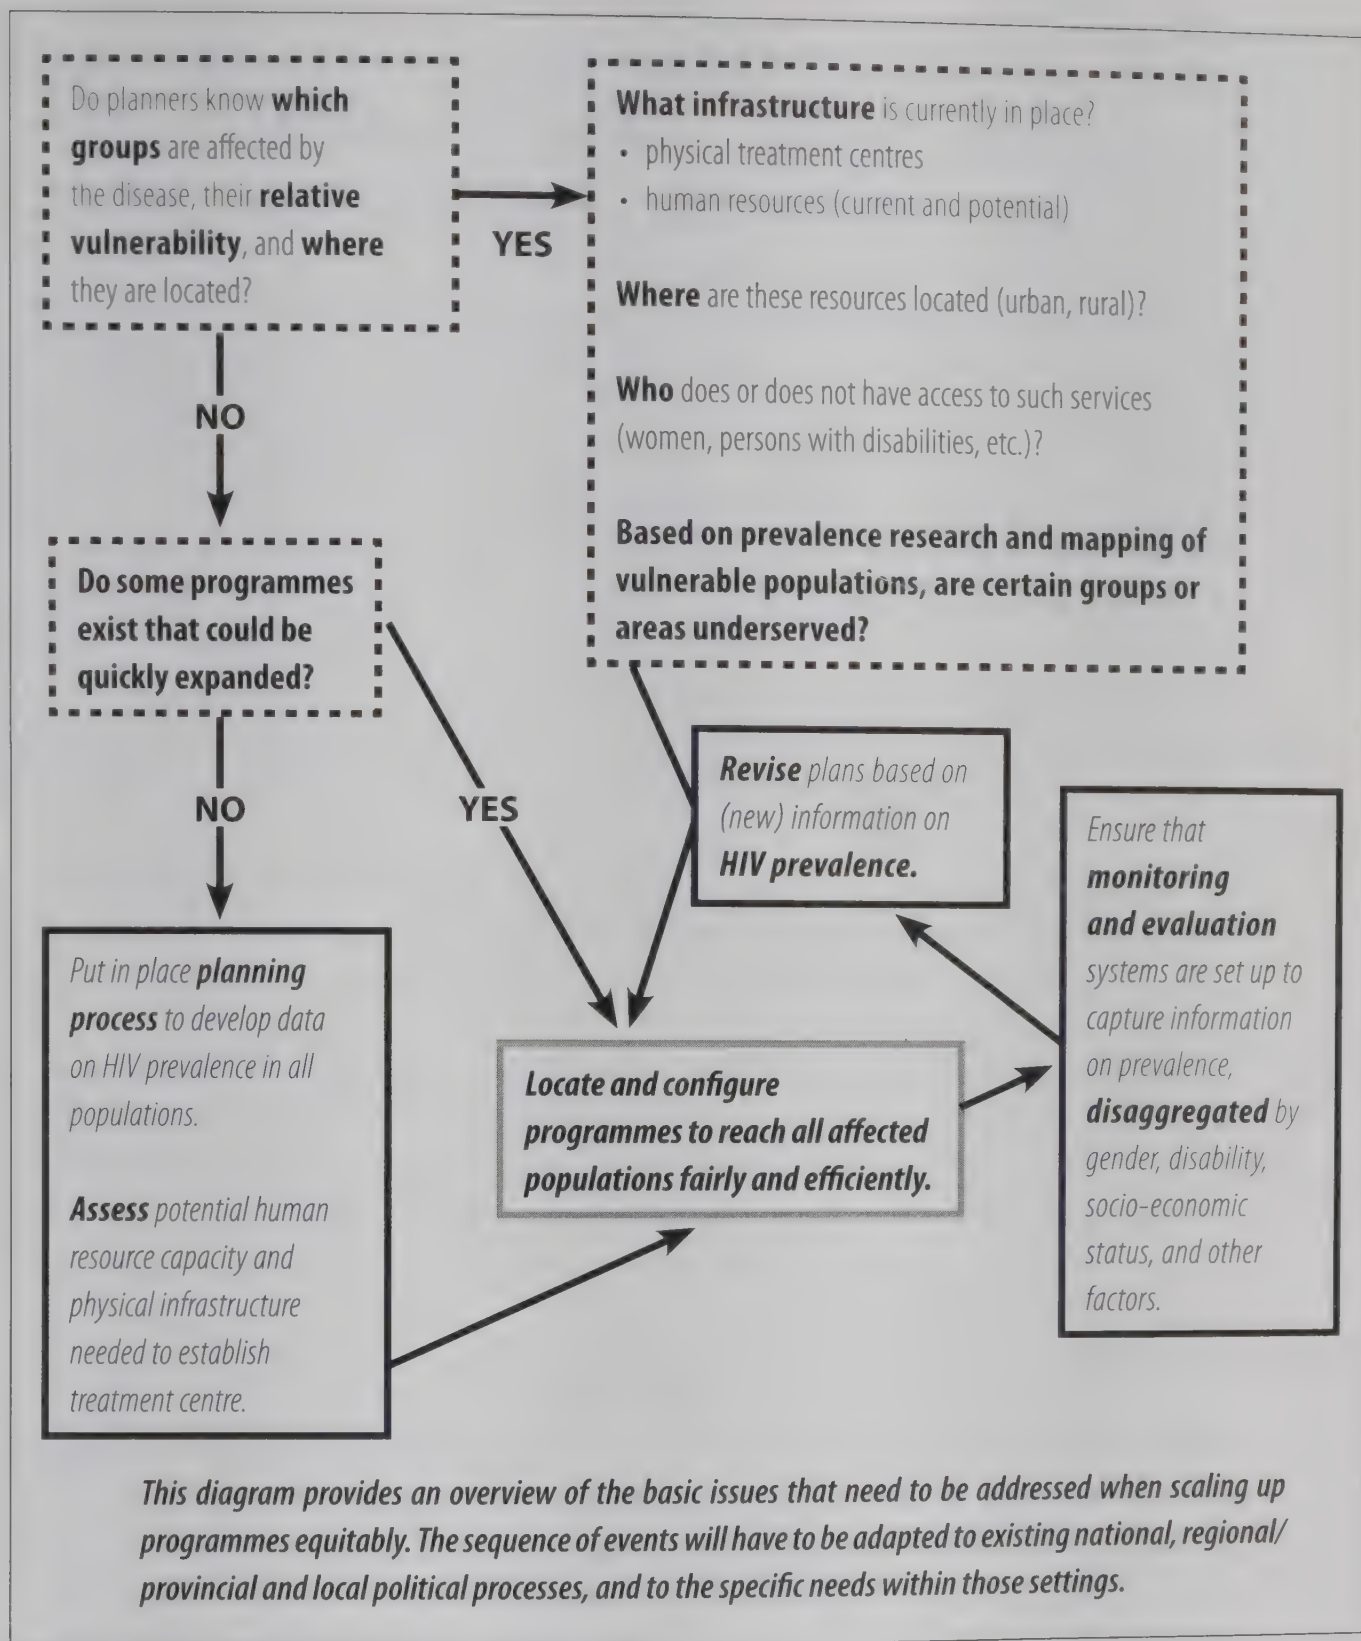 Do planners know which
groups are affected by
the disease, their relative
vulnerability, and where
they are located?
YES
What infrastructure is currently in place?
• physical treatment centres
• human resources (current and potential)
Where are these resources located (urban, rural)?
Who does or does not have access to such services
(women, persons with disabilities, etc.)?
Based on prevalence research and mapping of
vulnerable populations, are certain groups or
areas underserved?
NO
Do some programmes
exist that could be
quickly expanded?
NO
YES
Revise plans based on
(new) information on
HIV prevalence.
Ensure that
monitoring
and evaluation
systems are set up to
capture information
on prevalence,
disaggregated by
gender, disability,
socio-economic
status, and other
factors.
Put in place planning
process to develop data
on HIV prevalence in all
populations.
Assess potential human
resource capacity and
physical infrastructure
needed to establish
treatment centre.
Locate and configure
programmes to reach all affected
populations fairly and efficiently.
This diagram provides an overview of the basic issues that need to be addressed when scaling up
programmes equitably. The sequence of events will have to be adapted to existing national, regional/
provincial and local political processes, and to the specific needs within those settings.